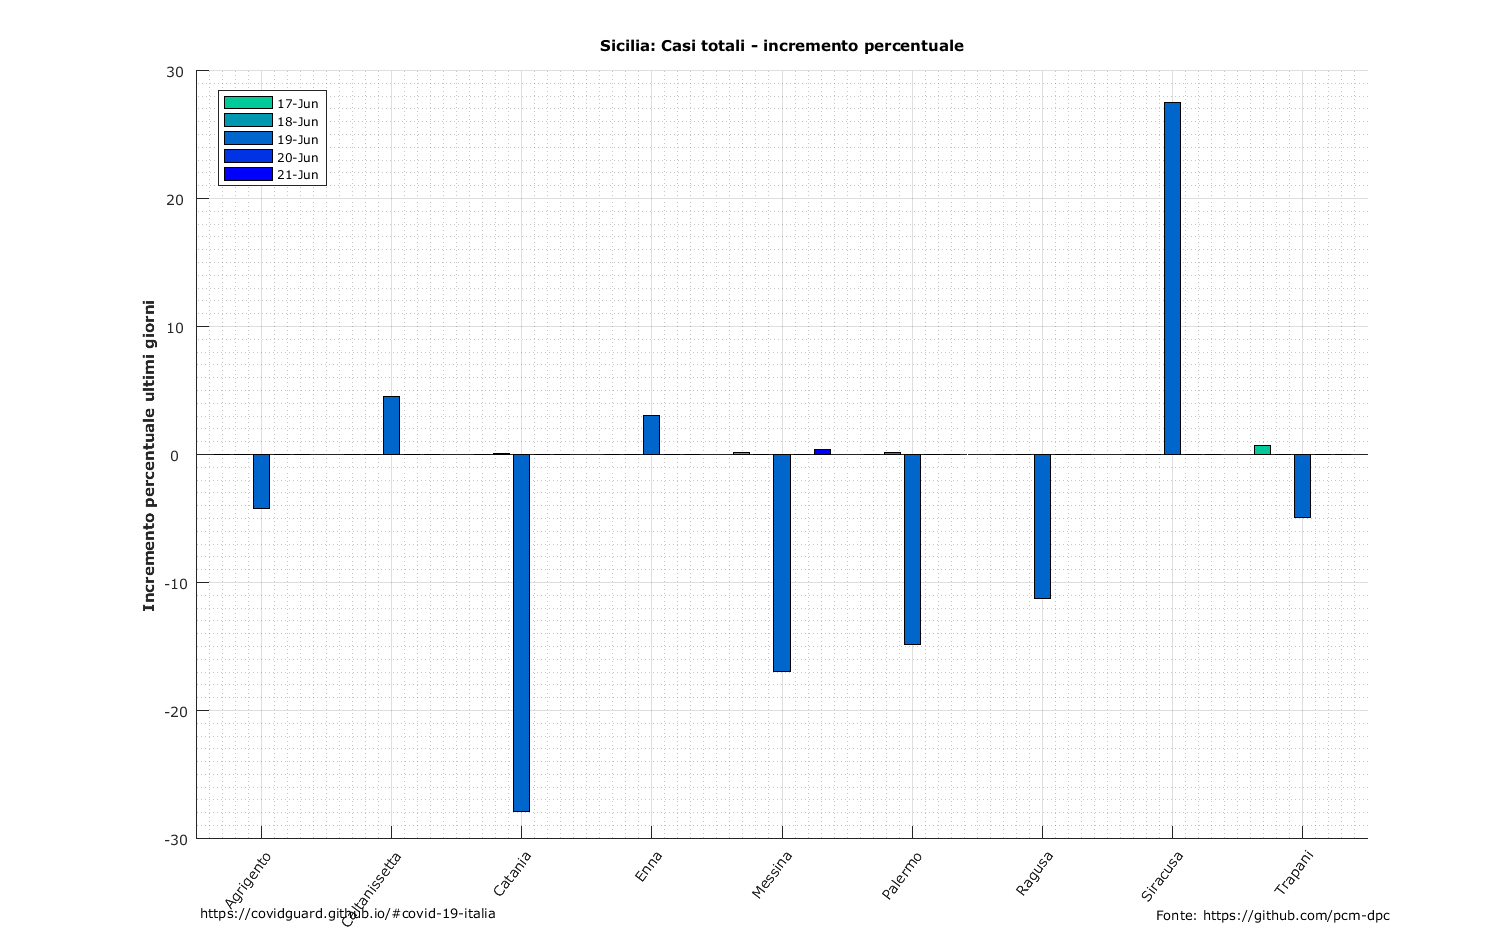 Sicilia: Casi totali - incremento percentuale
17-Jun
18-Jun
19-Jun
20-Jun
21-Jun
Incremento percentuale ultimi giorni
30
20
10
0
-10
-20
-30
Agrigento
Caltanissetta
Catania
Enna
Messina
Palermo
Ragusa
Siracusa
Trapani
https://covidguard.github.io/#covid-19-italia
Fonte: https://github.com/pcm-dpc